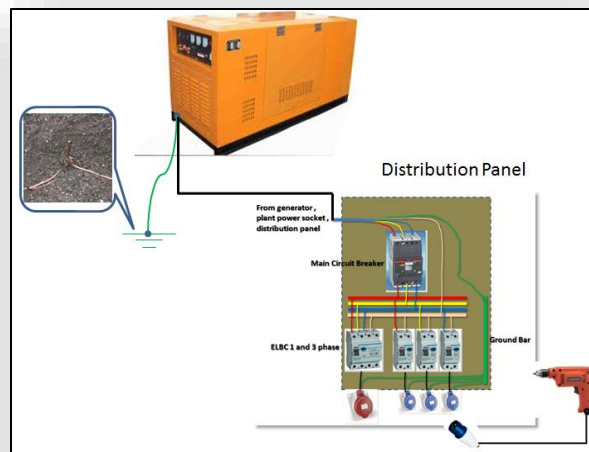 Distribution Panel
From generator ,
plant power socket ,
distribution panel
Main Circuit Breaker
ELBC 1 and 3 phase
Ground Bar